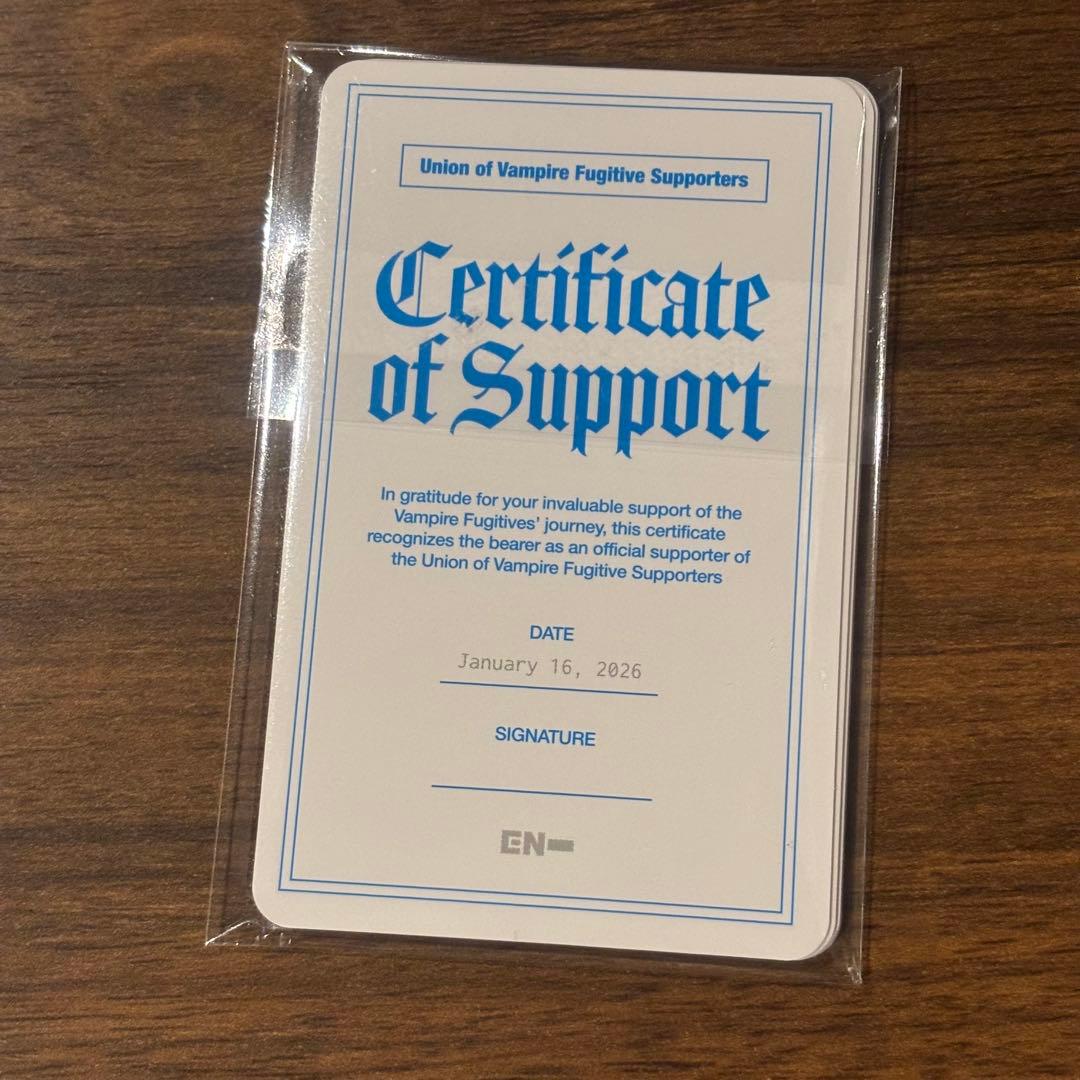 Union of Vampire Fugitive Supporters
Certificate
of Support
In gratitude for your invaluable support of the
Vampire Fugitives' journey, this certificate
recognizes the bearer as an official supporter of
the Union of Vampire Fugitive Supporters
DATE
January 16, 2026
SIGNATURE
EN-